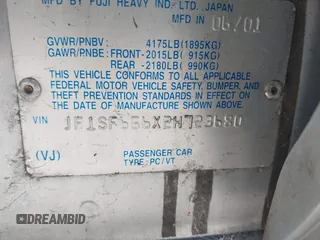 MFD BY FUJI HEAVY IND. LTD. JAPAN
MFD IN 06/01
GVWR/PNBV: 4175LB(1895KG)
GAWR/PNBE: FRONT-2015LB( 915KG)
REAR -2180LB( 990KG)
THIS VEHICLE CONFORMS TO ALL APPLICABLE
FEDERAL MOTOR VEHICLE SAFETY, BUMPER,
AND THEFT PREVENTION STANDARDS IN
EFFECT ON THE DATE OF MANUFACTURE
SHOWN ABOVE.
VIN
(VJ) PASSENGER CAR
TYPE: PC/VT
DREAMBID